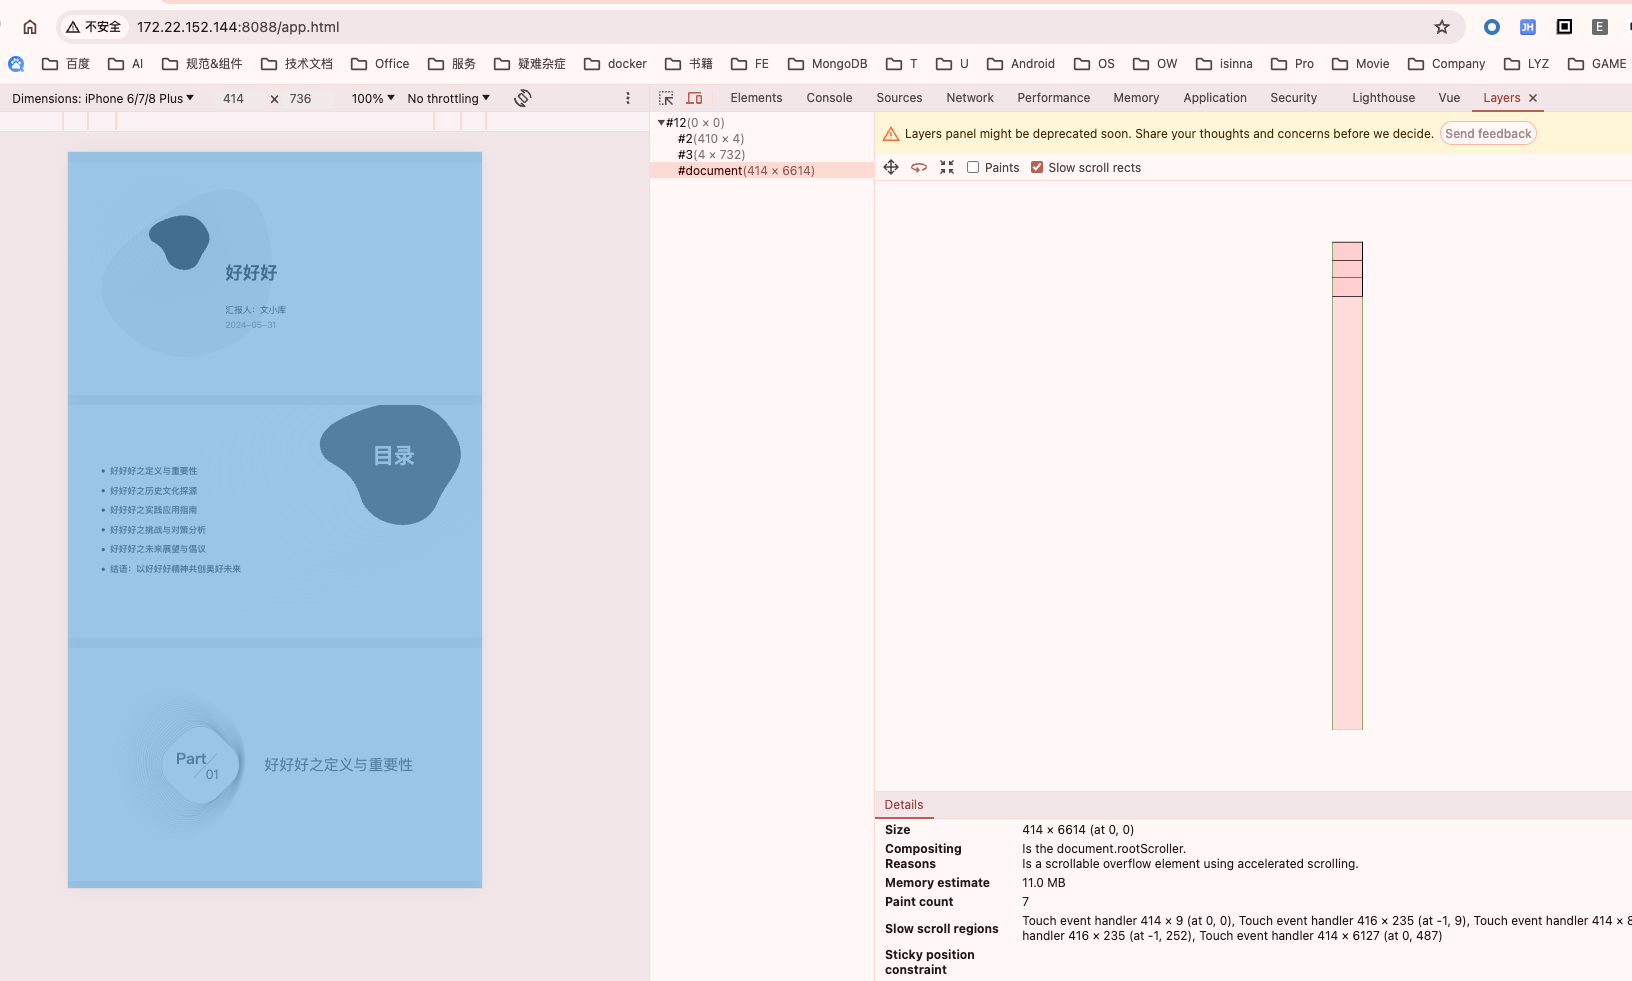 不安全 172.22.152.144:8088/app.html
JH E
百度 AI 规范&组件 技术文档 Office 服务 疑难杂症 docker 书籍 FE MongoDB T U Android OS OW isinna Pro Movie Company LYZ GAME
Dimensions: iPhone 6/7/8 Plus 414 × 736 100% No throttling
Elements Console Sources Network Performance Memory Application Security Lighthouse Vue Layers
#12(0 × 0)
#2(410 × 4)
#3(4 × 732)
#document(414 × 6614)
Layers panel might be deprecated soon. Share your thoughts and concerns before we decide. Send feedback
Paints Slow scroll rects
好好好
汇报人：文小库
2024-05-31
目录
• 好好好之定义与重要性
• 好好好之历史文化探源
• 好好好之实践应用指南
• 好好好之挑战与对策分析
• 好好好之未来展望与倡议
• 结语：以好好好精神共创美好未来
Part
01
好好好之定义与重要性
Details
Size 414 × 6614 (at 0, 0)
Compositing Is the document.rootScroller.
Reasons Is a scrollable overflow element using accelerated scrolling.
Memory estimate 11.0 MB
Paint count 7
Slow scroll regions Touch event handler 414 × 9 (at 0, 0), Touch event handler 416 × 235 (at -1, 9), Touch event handler 414 × 8
handler 416 × 235 (at -1, 252), Touch event handler 414 × 6127 (at 0, 487)
Sticky position
constraint